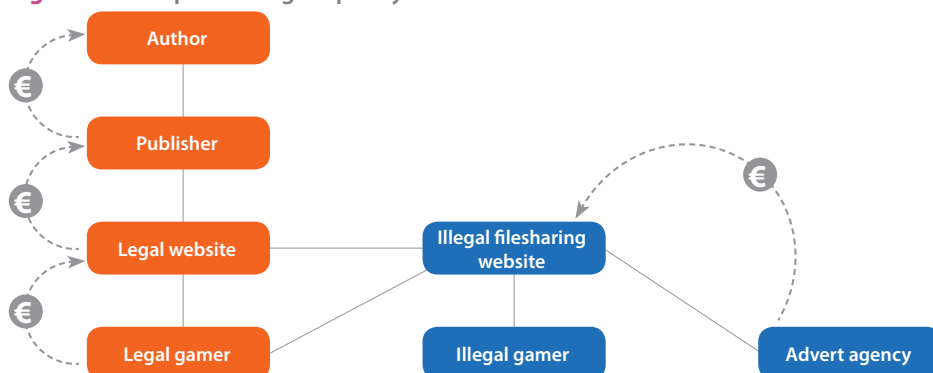 Author
€
Publisher
€
Legal website
Illegal filesharing
website
€
€
Legal gamer
Illegal gamer
Advert agency